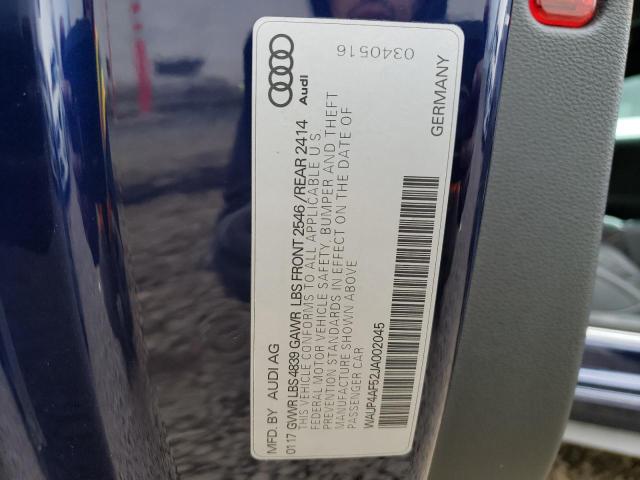 0340516
Audi
MFD. BY AUDI AG
GERMANY
01 17 GVWR LBS 4839 GAWR LBS FRONT 2546/REAR 2414
THIS VEHICLE CONFORMS TO ALL APPLICABLE U.S.
FEDERAL MOTOR VEHICLE SAFETY, BUMPER AND THEFT
PREVENTION STANDARDS IN EFFECT ON THE DATE OF
MANUFACTURE SHOWN ABOVE
PASSENGER CAR
WAUP4AF52JA002045